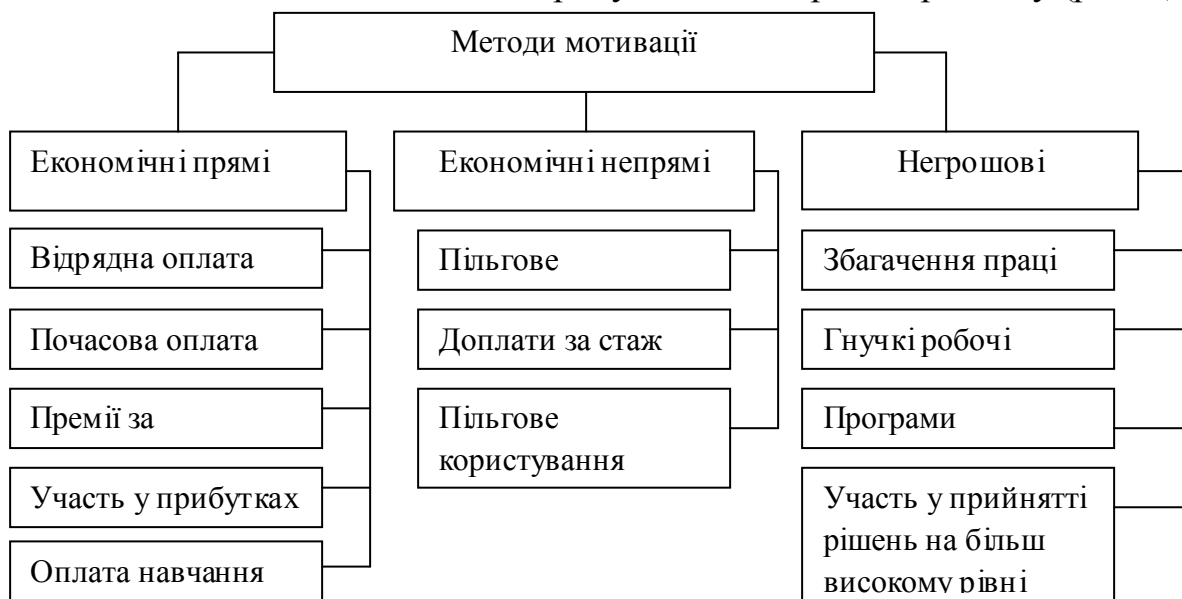 Методи мотивації
Економічні прямі
Відрядна оплата
Почасова оплата
Премії за
Участь у прибутках
Оплата навчання
Економічні непрямі
Пільгове
Доплати за стаж
Пільгове
користування
Негрошові
Збагачення праці
Гнучкі робочі
Програми
Участь у прийнятті
рішень на більш
високому рівні